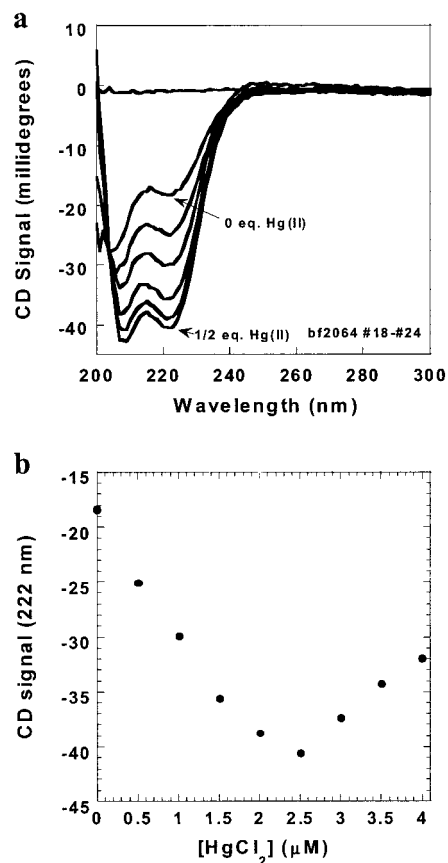 a
10
0
-10
-20
-30
-40
CD Signal (millidegrees)
0 eq. Hg(II)
1/2 eq. Hg(II)
bf2064 #18-#24
200 220 240 260 280 300
Wavelength (nm)
b
-15
-20
-25
-30
-35
-40
-45
CD signal (222 nm)
0 0.5 1 1.5 2 2.5 3 3.5 4
[HgCl₂] (μM)